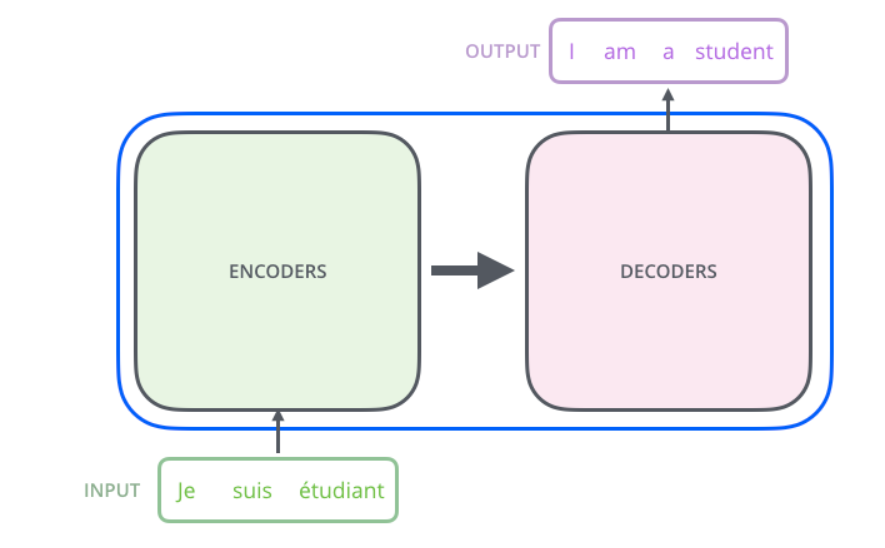 OUTPUT I am a student
ENCODERS
DECODERS
INPUT Je suis étudiant